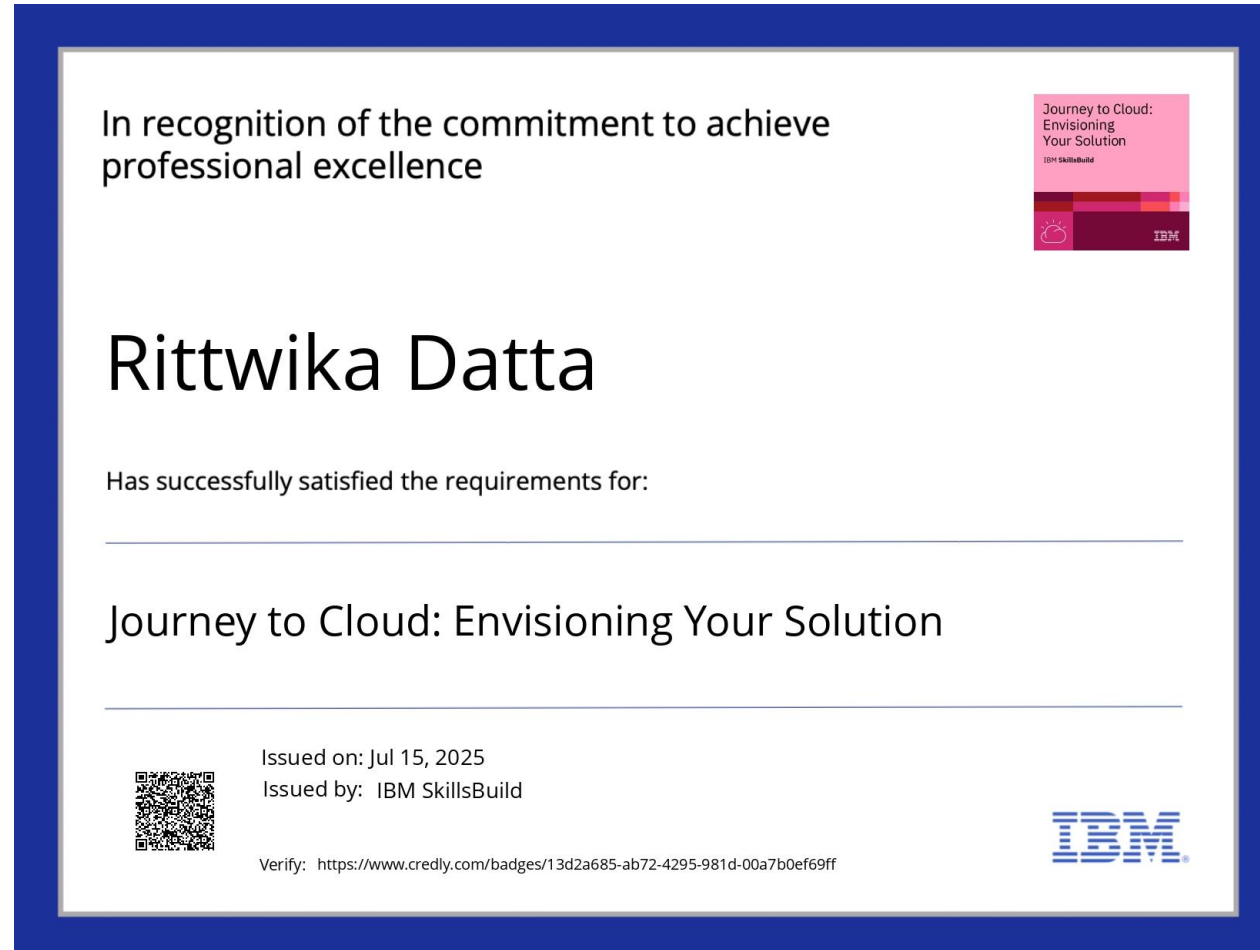 In recognition of the commitment to achieve
professional excellence
Journey to Cloud:
Envisioning
Your Solution
IBM SkillsBuild
IBM
Rittwika Datta
Has successfully satisfied the requirements for:
Journey to Cloud: Envisioning Your Solution
Issued on: Jul 15, 2025
Issued by: IBM SkillsBuild
Verify: https://www.credly.com/badges/13d2a685-ab72-4295-981d-00a7b0ef69ff
IBM®